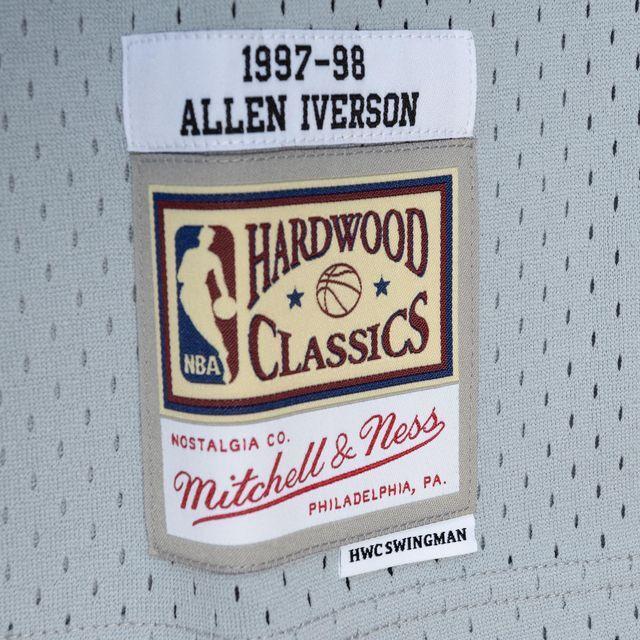 1997-98
ALLEN IVERSON
HARDWOOD
CLASSICS
NBA
NOSTALGIA CO.
Mitchell & Ness
PHILADELPHIA, PA.
HWC SWINGMAN